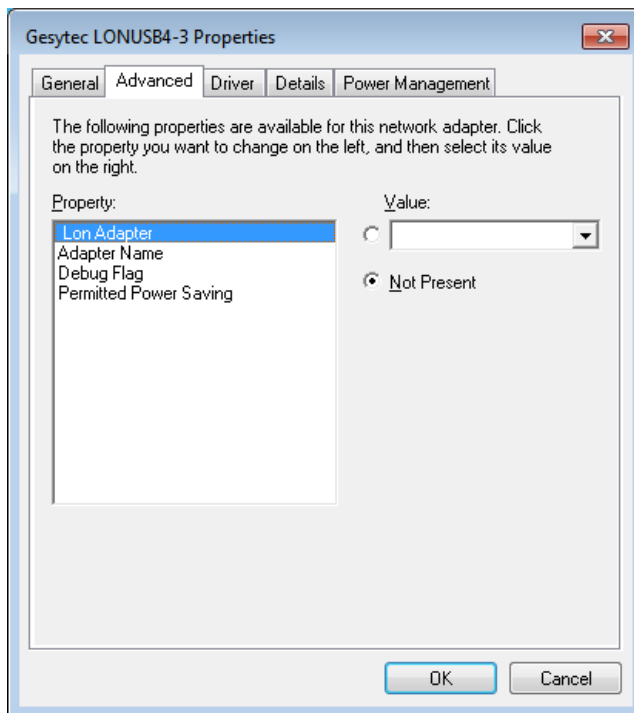 Gesytec LONUSB4-3 Properties
General Advanced Driver Details Power Management
The following properties are available for this network adapter. Click
the property you want to change on the left, and then select its value
on the right.
Property: Value:
Lon Adapter
Adapter Name
Debug Flag
Permitted Power Saving
Not Present
OK Cancel